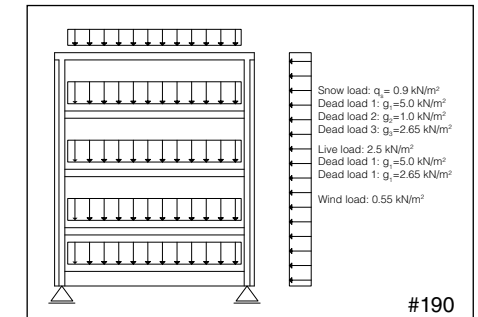 Snow load: qs= 0.9 kN/m²
Dead load 1: g1=5.0 kN/m²
Dead load 2: g2=1.0 kN/m²
Dead load 3: g3=2.65 kN/m²
Live load: 2.5 kN/m²
Dead load 1: g1=5.0 kN/m²
Dead load 1: g1=2.65 kN/m²
Wind load: 0.55 kN/m²
#190